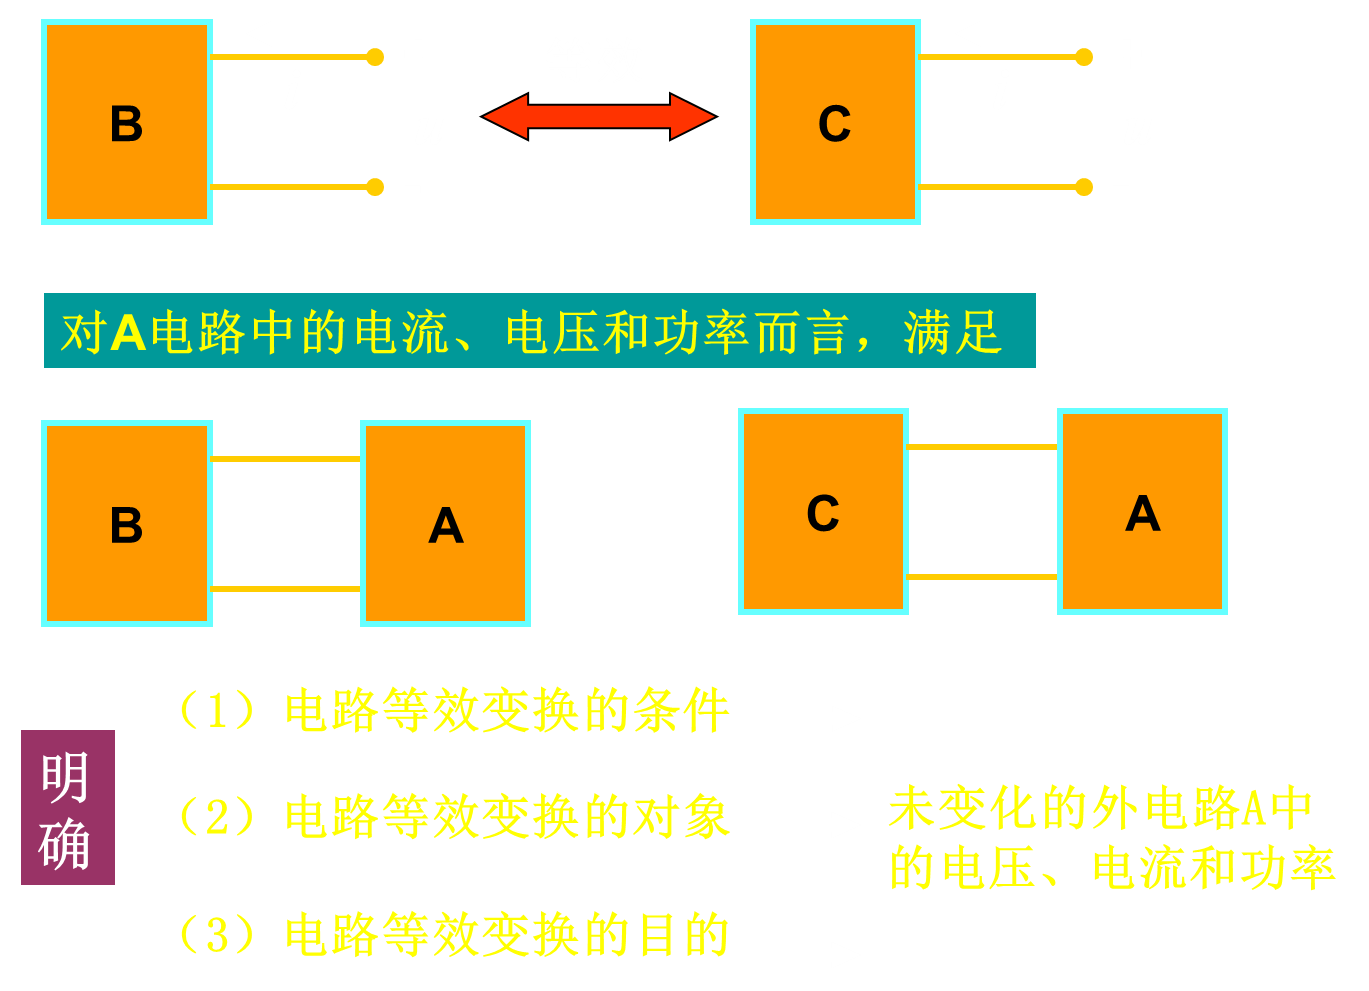 B
C
对A电路中的电流、电压和功率而言，满足
B
A
C
A
明
确
（1）电路等效变换的条件
（2）电路等效变换的对象
未变化的外电路A中
的电压、电流和功率
（3）电路等效变换的目的